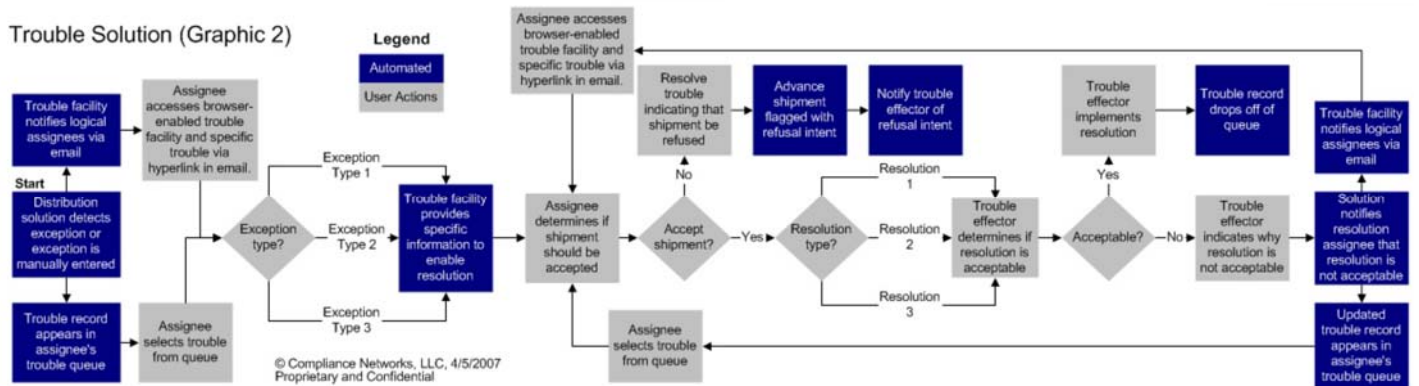 Trouble Solution (Graphic 2)
Legend
Automated
User Actions
Trouble facility
notifies logical
assignees via
email
Assignee
accesses browser-
enabled trouble
facility and specific
trouble via
hyperlink in email.
Start
Distribution
solution detects
exception or
exception is
manually entered
Trouble record
appears in
assignee's
trouble queue
Assignee
selects trouble
from queue
Exception
type?
Exception
Type 1
Exception
Type 2
Exception
Type 3
Trouble facility
provides
specific
information to
enable
resolution
© Compliance Networks, LLC, 4/5/2007
Proprietary and Confidential
Assignee accesses
browser-enabled
trouble facility and
specific trouble via
hyperlink in email.
Assignee
determines if
shipment
should be
accepted
Accept
shipment?
No
Resolve
trouble
indicating that
shipment be
refused
Advance
shipment
flagged with
refusal intent
Notify trouble
effector of
refusal intent
Yes
Resolution
type?
Resolution
1
Resolution
2
Resolution
3
Trouble
effector
determines if
resolution is
acceptable
Acceptable?
Yes
Trouble
effector
implements
resolution
Trouble record
drops off of
queue
No
Trouble
effector
indicates why
resolution is
not acceptable
Solution
notifies
resolution
assignee that
resolution is
not acceptable
Trouble facility
notifies logical
assignees via
email
Updated
trouble record
appears in
assignee's
trouble queue
Assignee
selects trouble
from queue